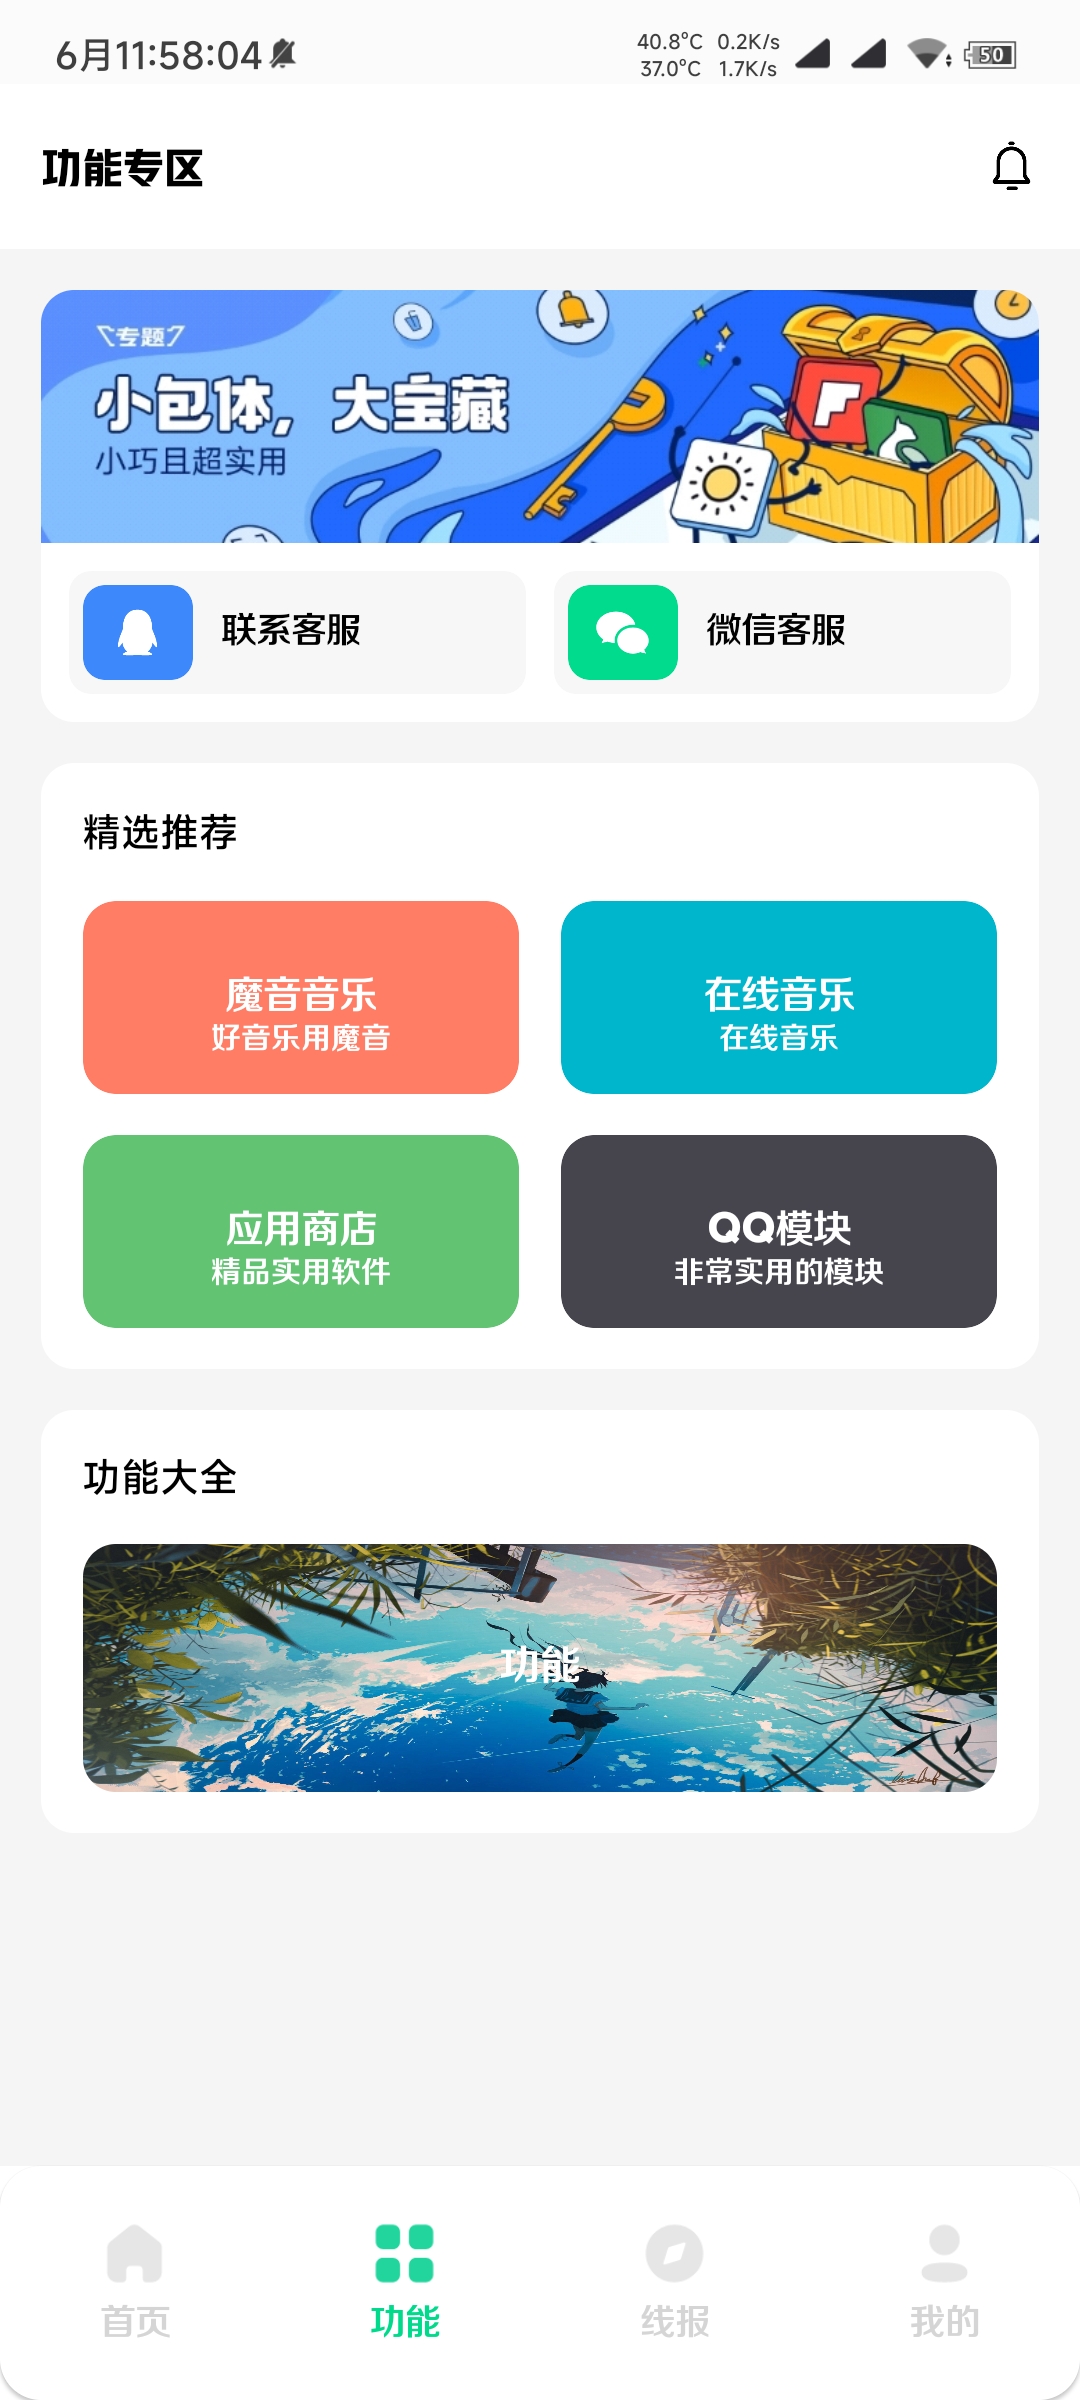 6月11:58:04
40.8°C 0.2K/s
37.0°C 1.7K/s
50
功能专区
专题
小包体，大宝藏
小巧且超实用
联系客服
微信客服
精选推荐
魔音音乐
好音乐用魔音
在线音乐
在线音乐
应用商店
精品实用软件
QQ模块
非常实用的模块
功能大全
功能
首页
功能
线报
我的